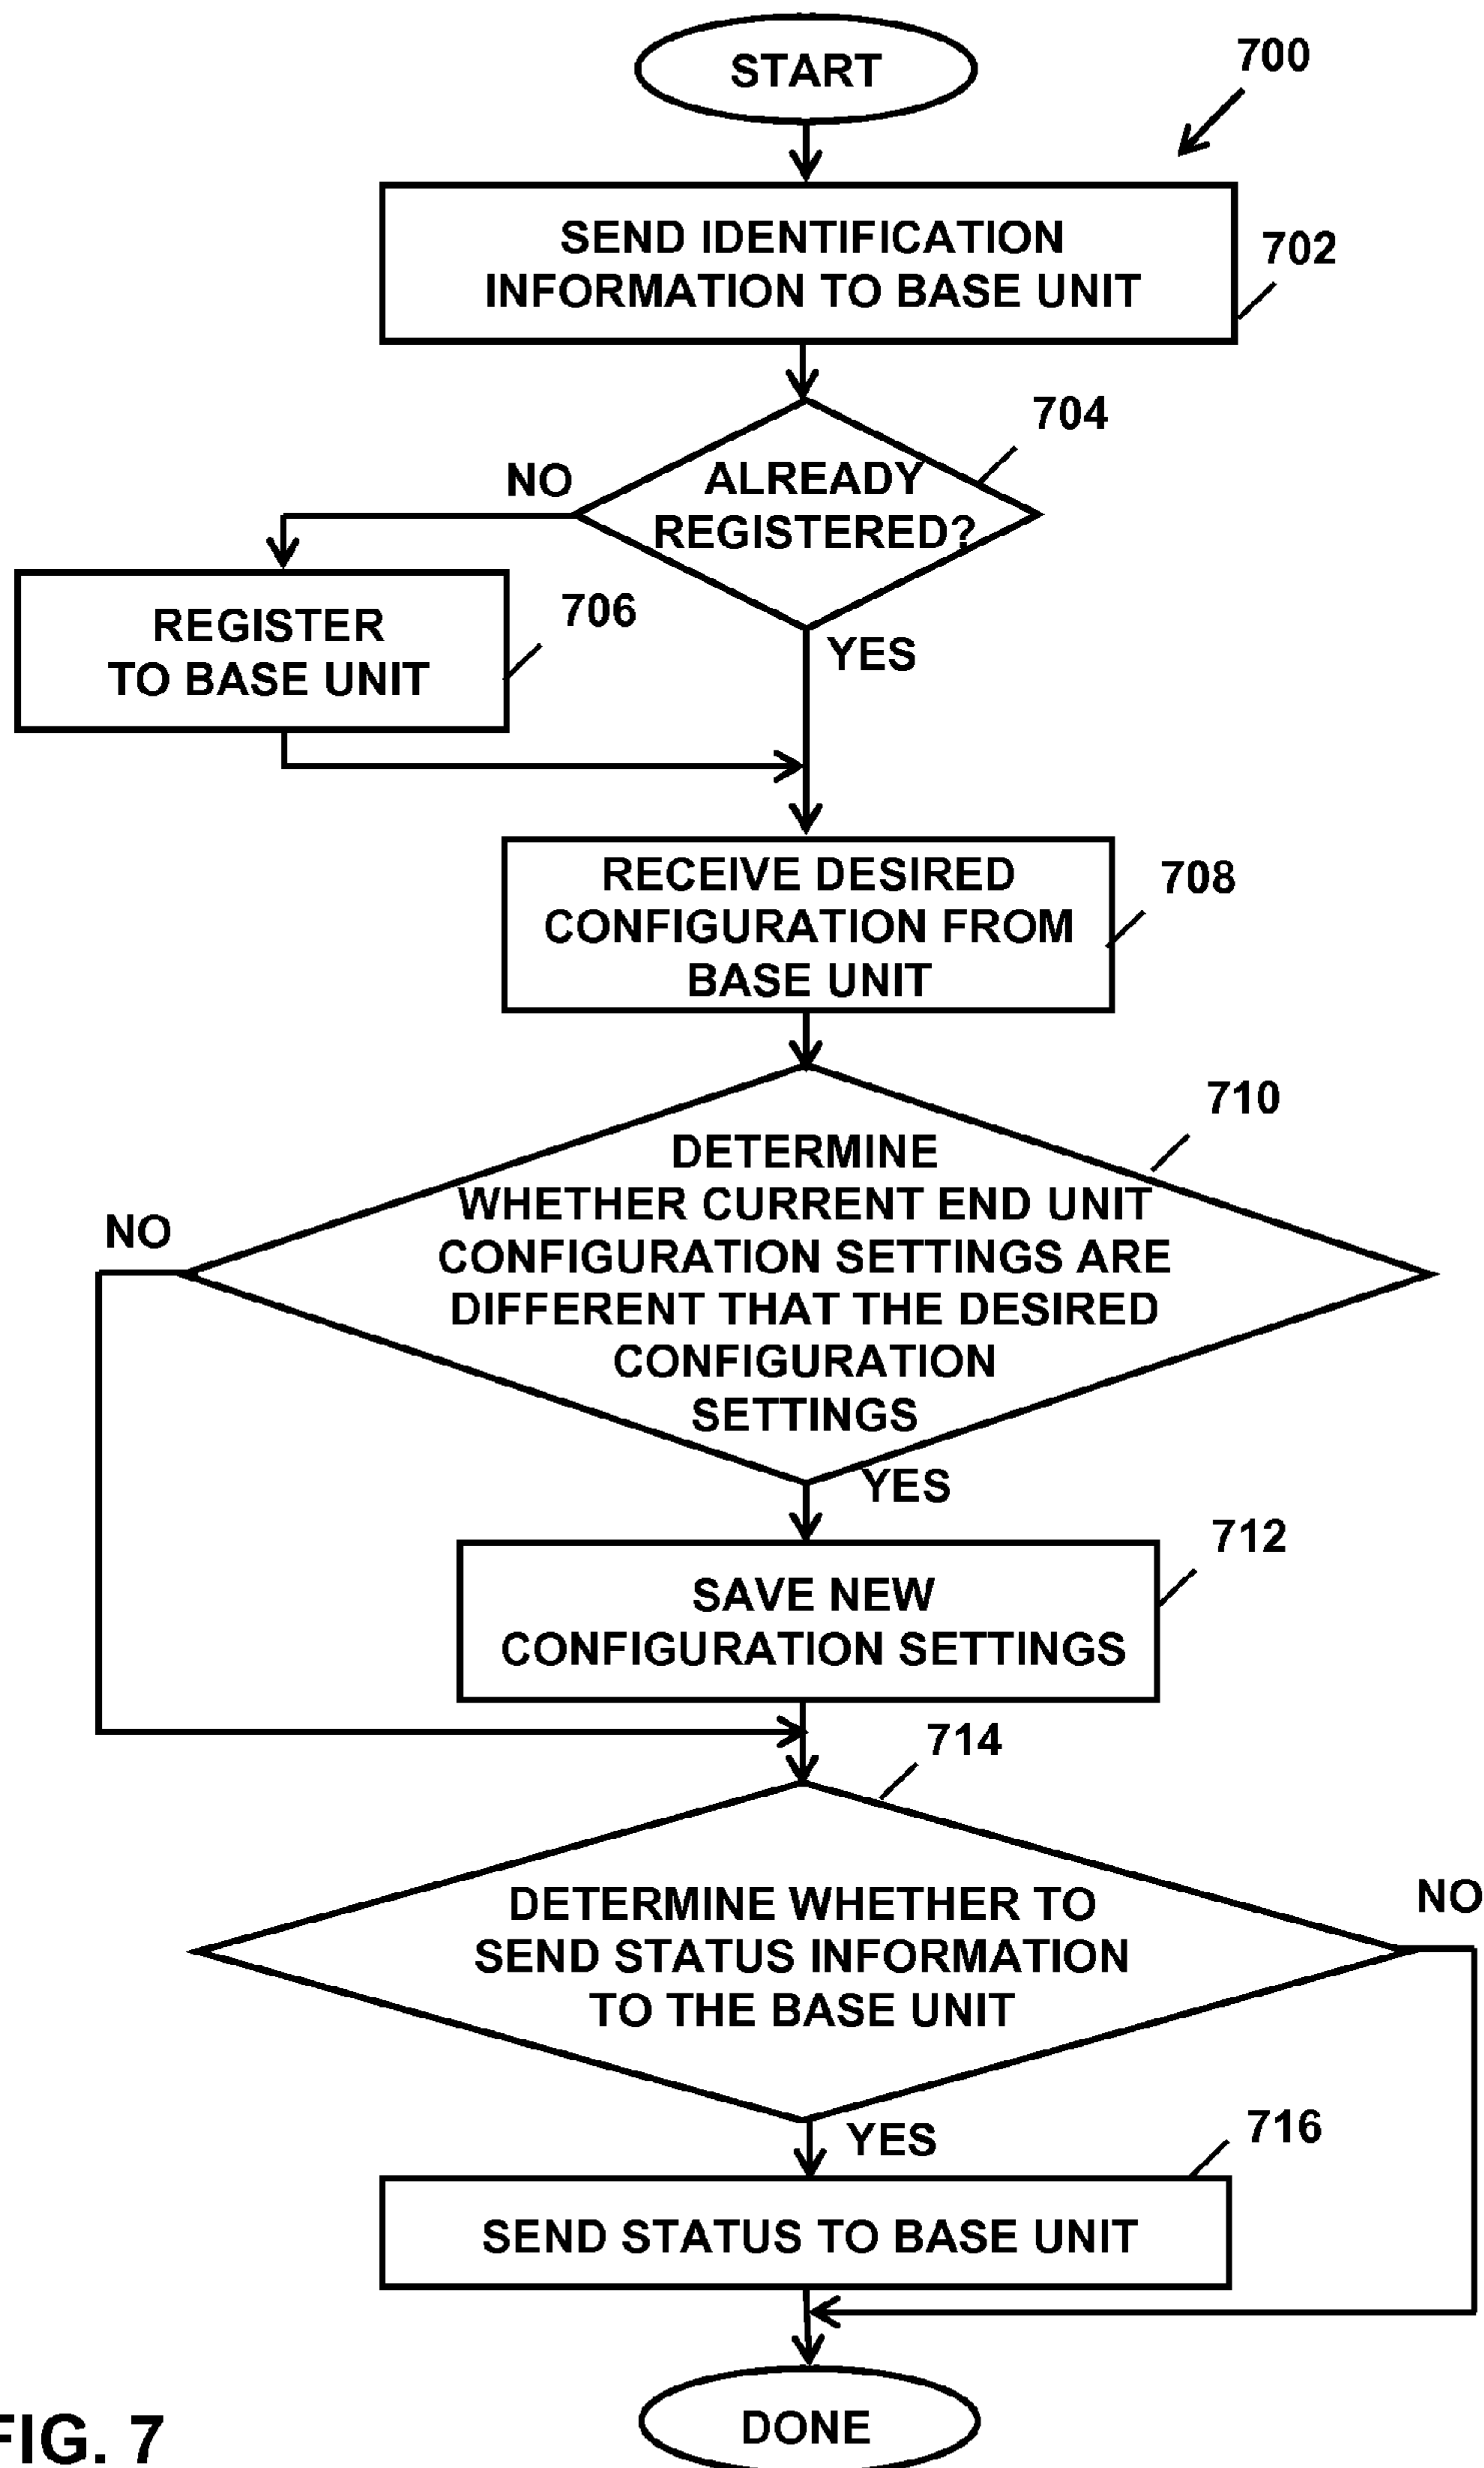 START
700
SEND IDENTIFICATION
INFORMATION TO BASE UNIT
702
704
NO
ALREADY
REGISTERED?
706
REGISTER
TO BASE UNIT
YES
RECEIVE DESIRED
CONFIGURATION FROM
BASE UNIT
708
710
DETERMINE
WHETHER CURRENT END UNIT
CONFIGURATION SETTINGS ARE
DIFFERENT THAT THE DESIRED
CONFIGURATION
SETTINGS
NO
YES
712
SAVE NEW
CONFIGURATION SETTINGS
714
DETERMINE WHETHER TO
SEND STATUS INFORMATION
TO THE BASE UNIT
NO
YES
716
SEND STATUS TO BASE UNIT
DONE
FIG. 7